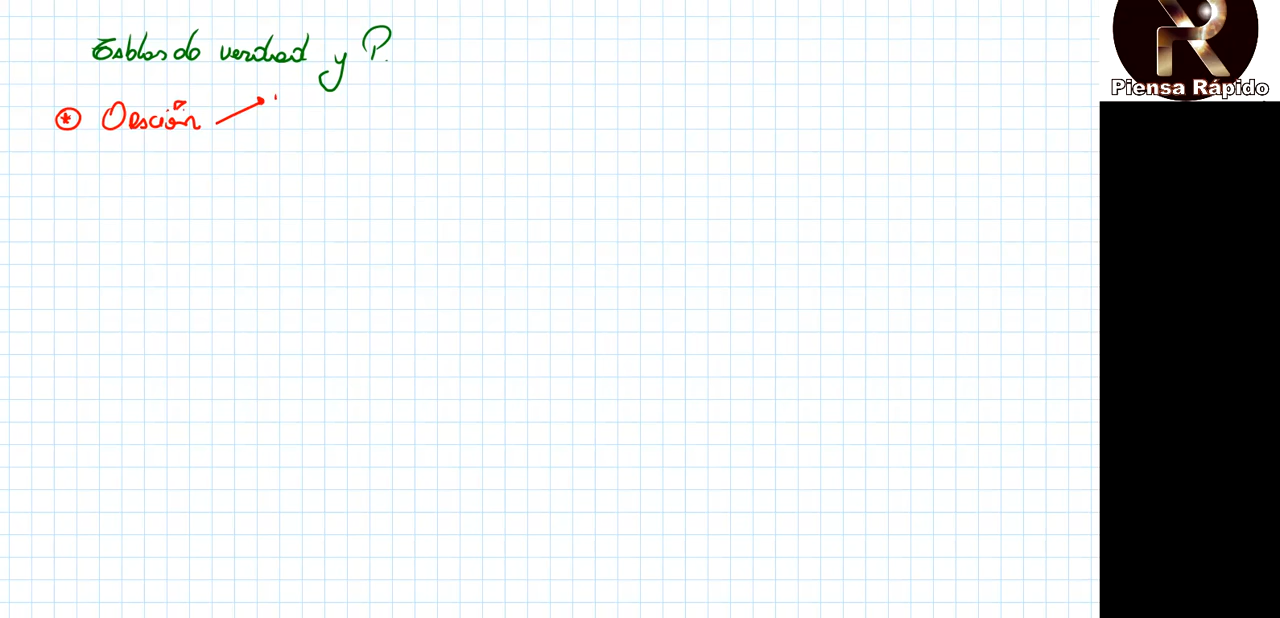 Tablas de verdad y P.
* Oración
Piensa Rápido